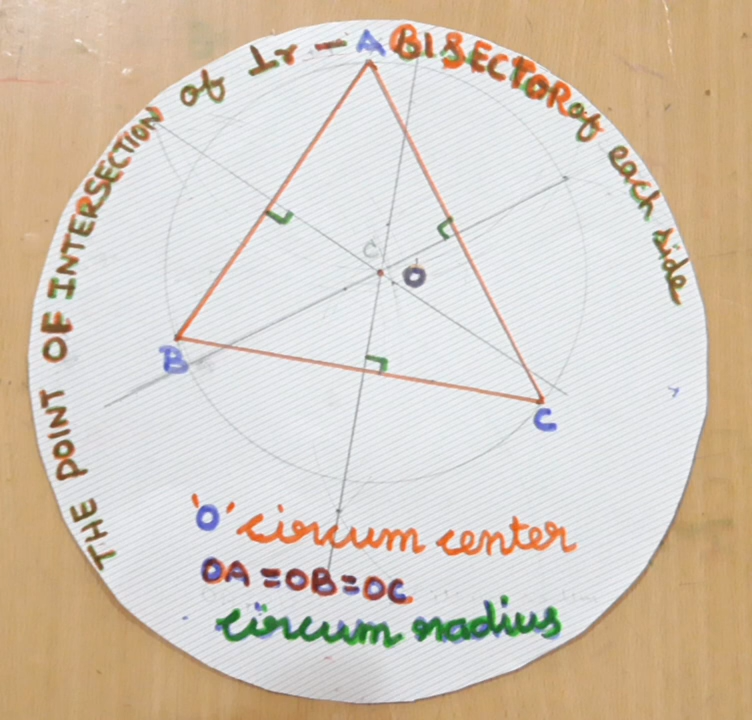 THE POINT OF INTERSECTION of ⊥r - BISECTOR of each side
A
C
O
B
C
'O' circum center
OA = OB = OC
circum radius